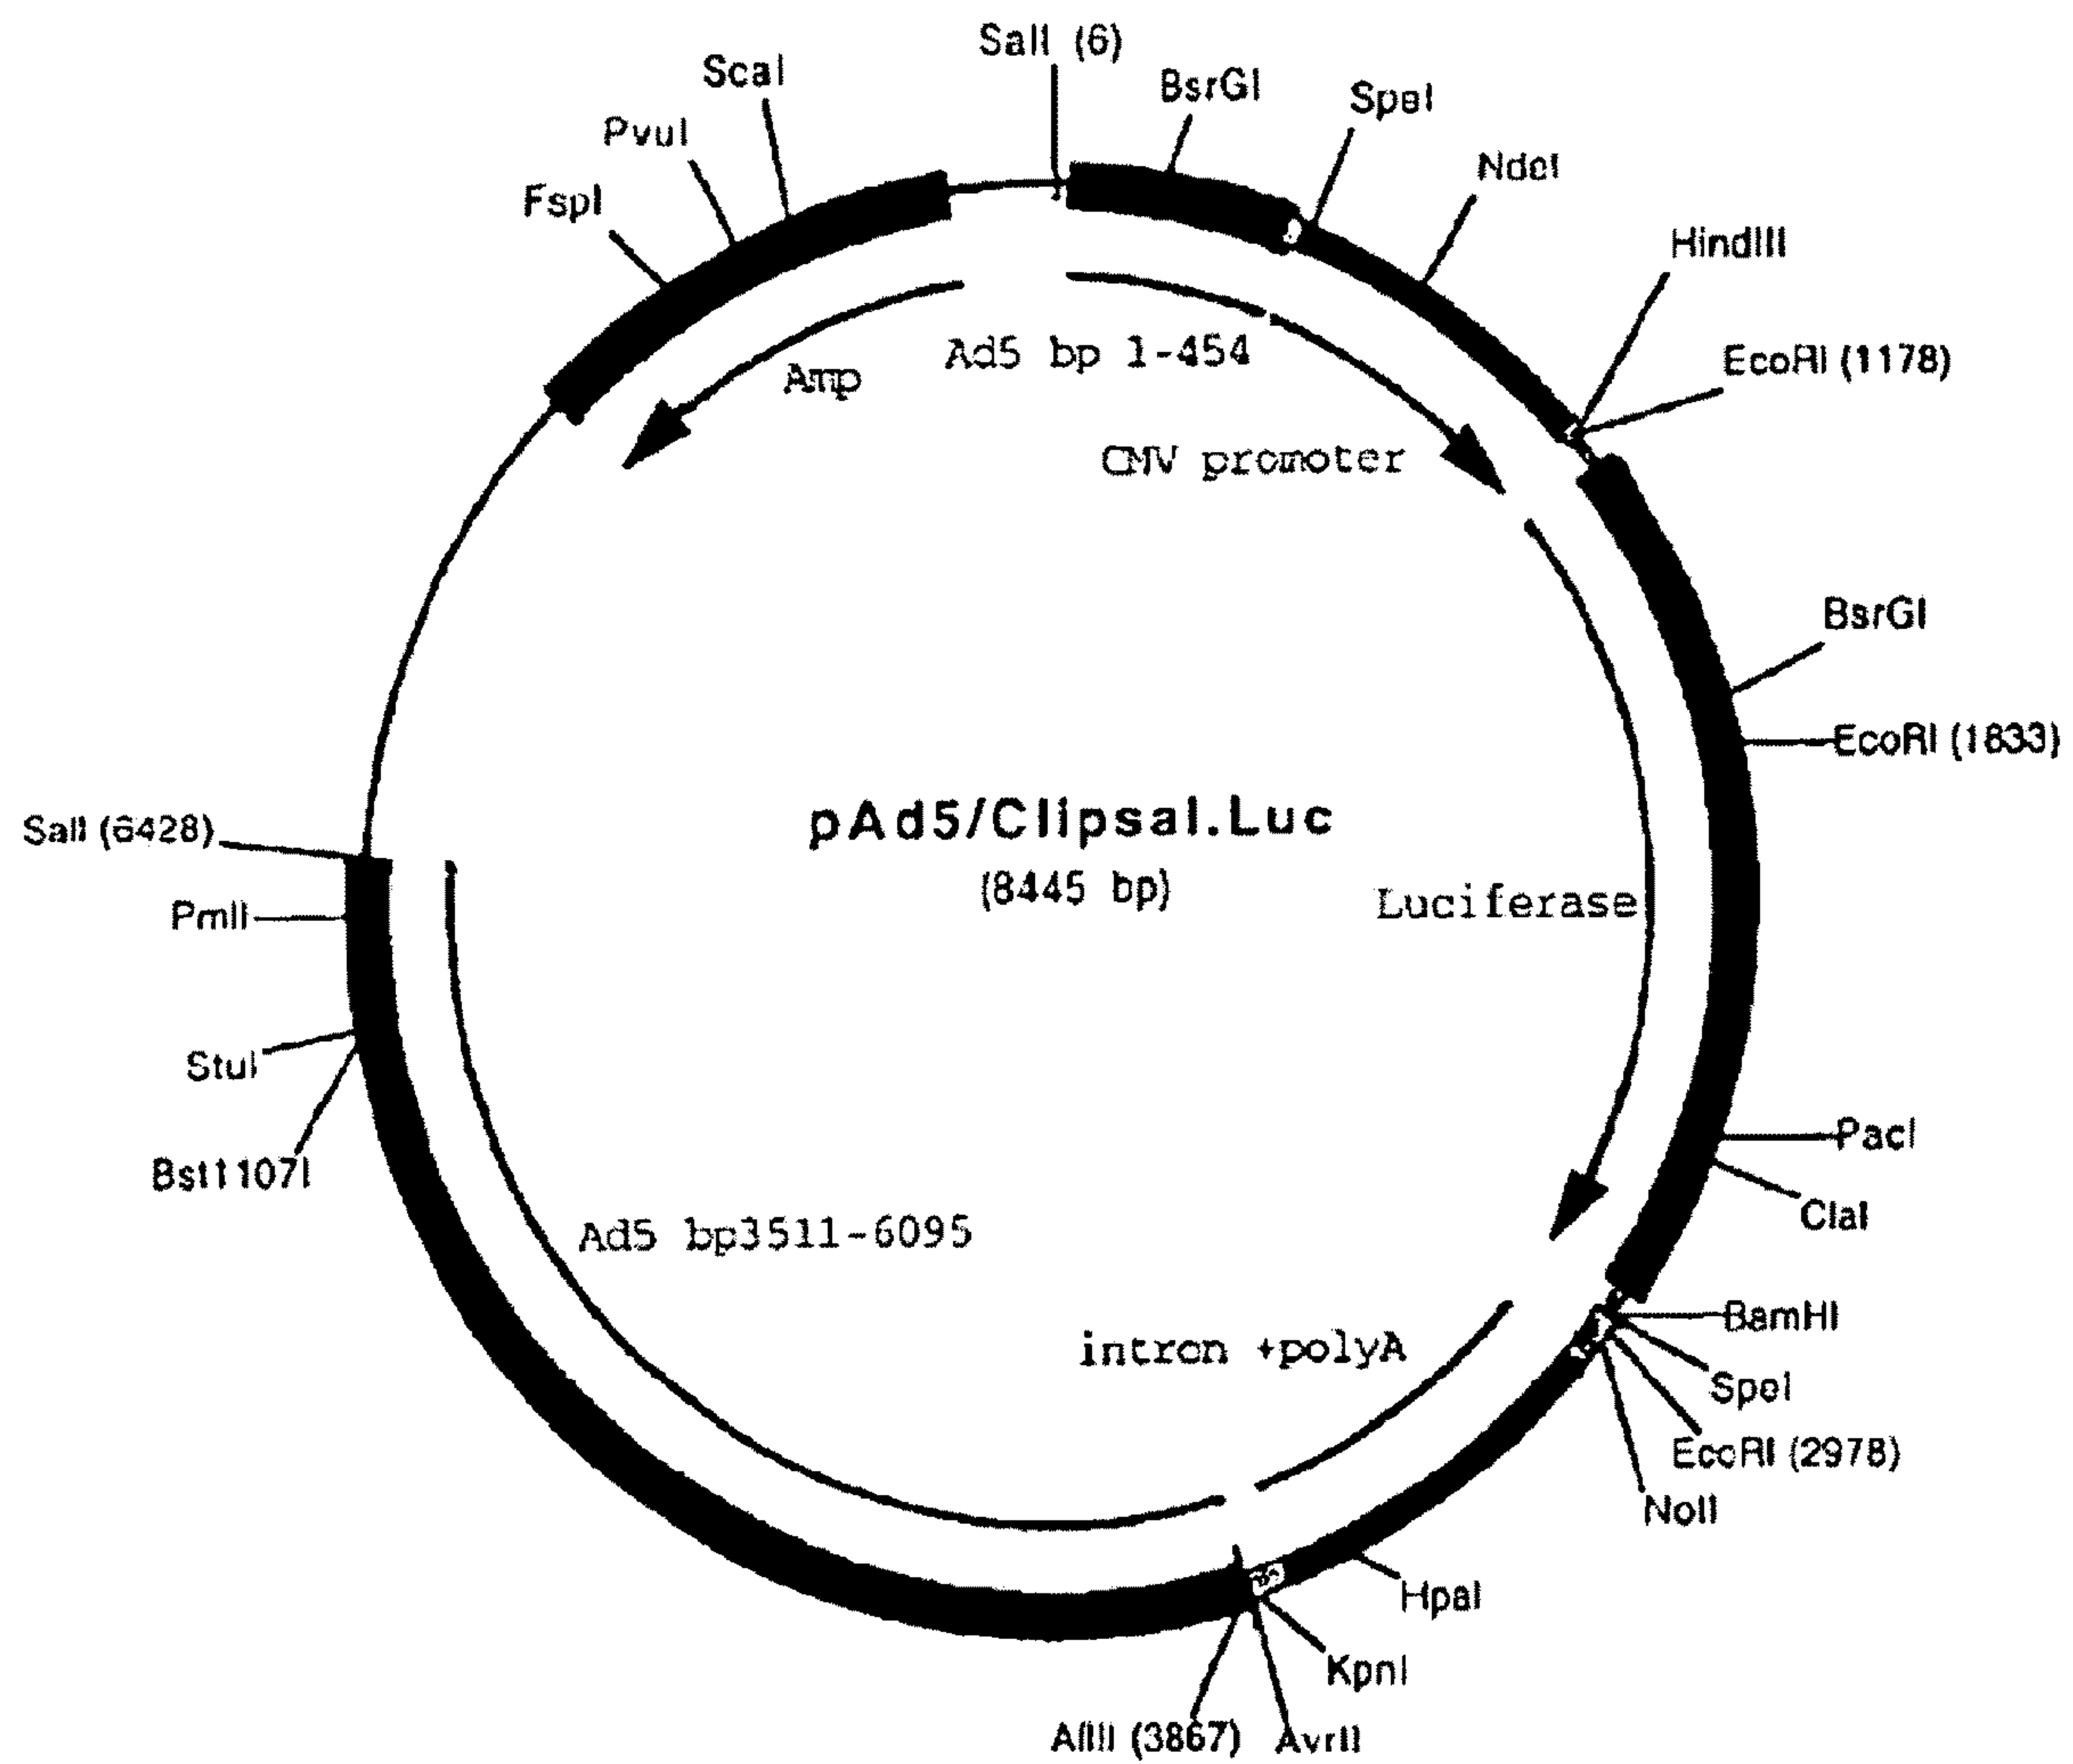 SalI (6)
BsrGI
SpeI
NdeI
HindIII
EcoRI (1178)
BsrGI
EcoRI (1833)
PacI
ClaI
BamHI
SpeI
EcoRI (2978)
NotI
HpaI
KpnI
AvrII
AflII (3867)
Bst1107I
StuI
PmlI
SalI (6428)
FspI
PvuI
ScaI
Amp
Ad5 bp 1-454
CMV promoter
pAd5/Clipsal.Luc
(8445 bp)
Luciferase
Ad5 bp3511-6095
intron +polyA